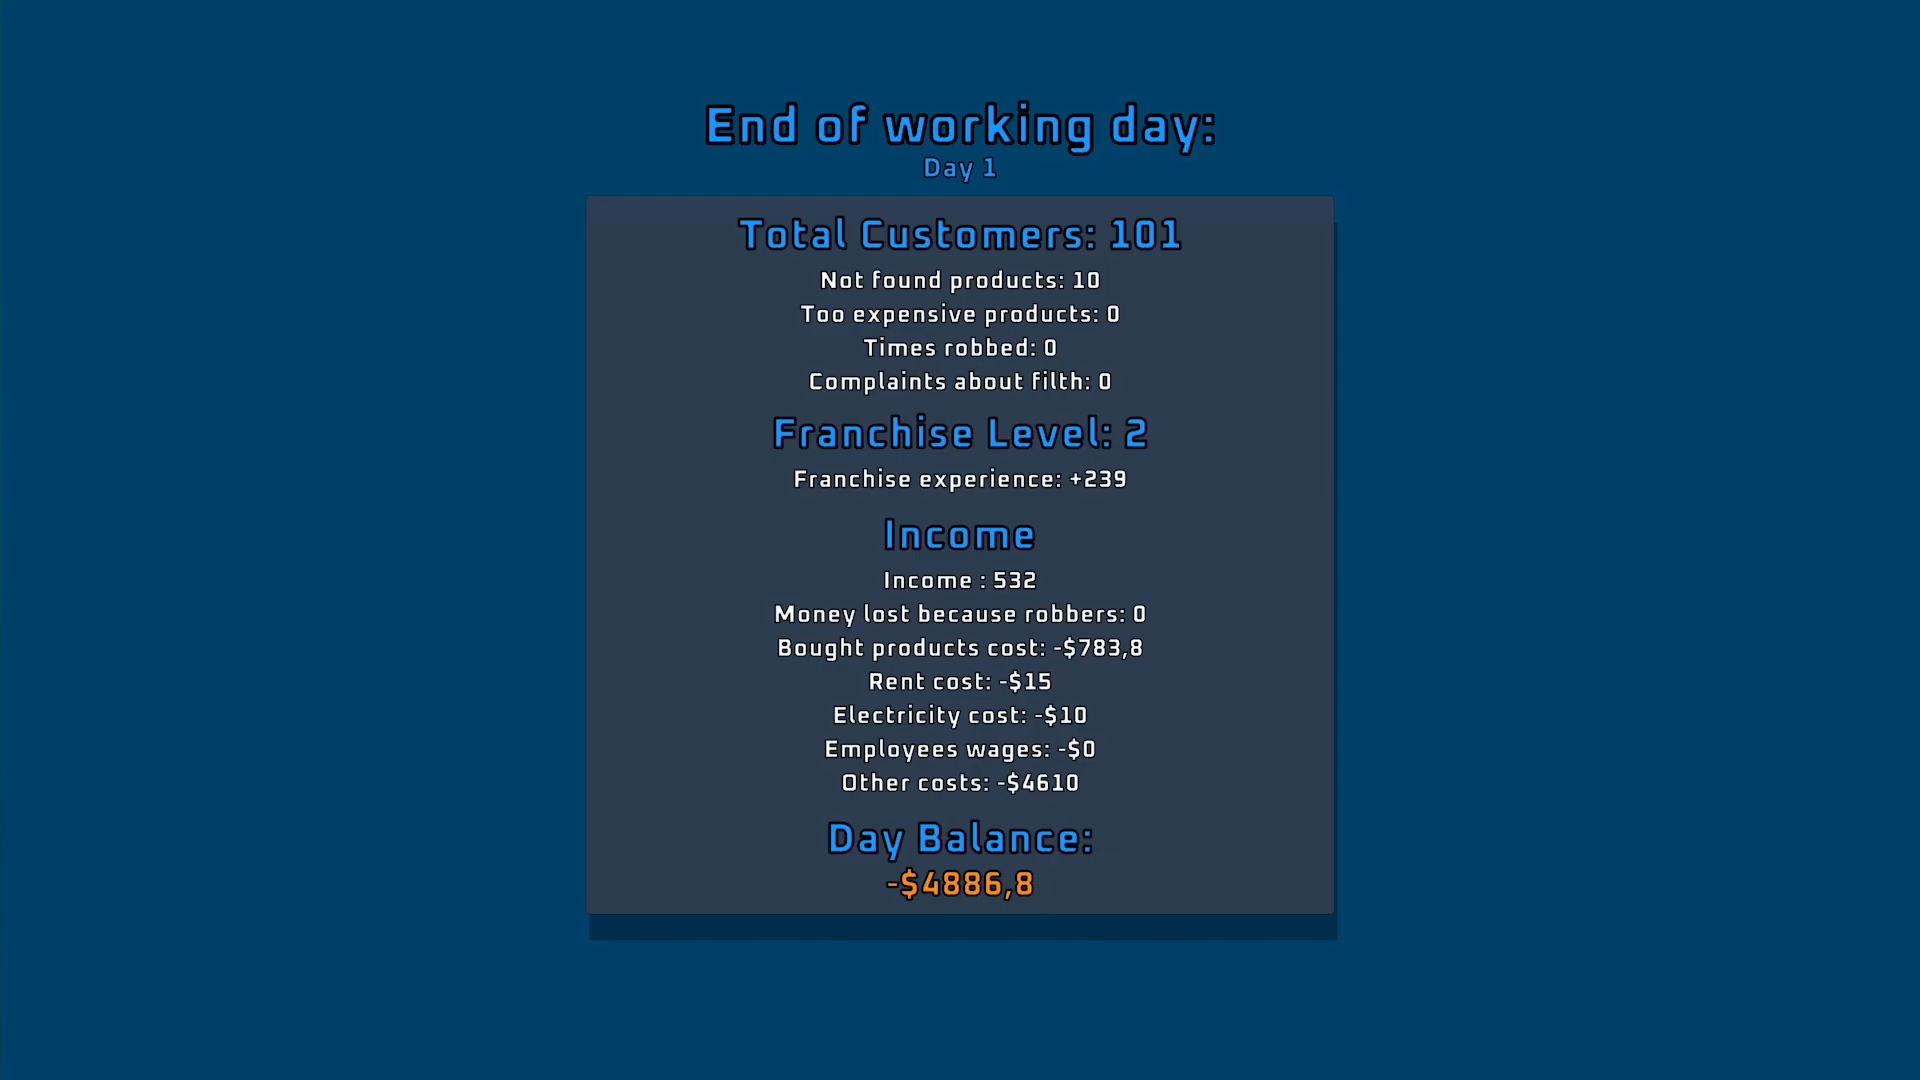 End of working day:
Day 1
Total Customers: 101
Not found products: 10
Too expensive products: 0
Times robbed: 0
Complaints about filth: 0
Franchise Level: 2
Franchise experience: +239
Income
Income : 532
Money lost because robbers: 0
Bought products cost: -$783,8
Rent cost: -$15
Electricity cost: -$10
Employees wages: -$0
Other costs: -$4610
Day Balance:
-$4886,8